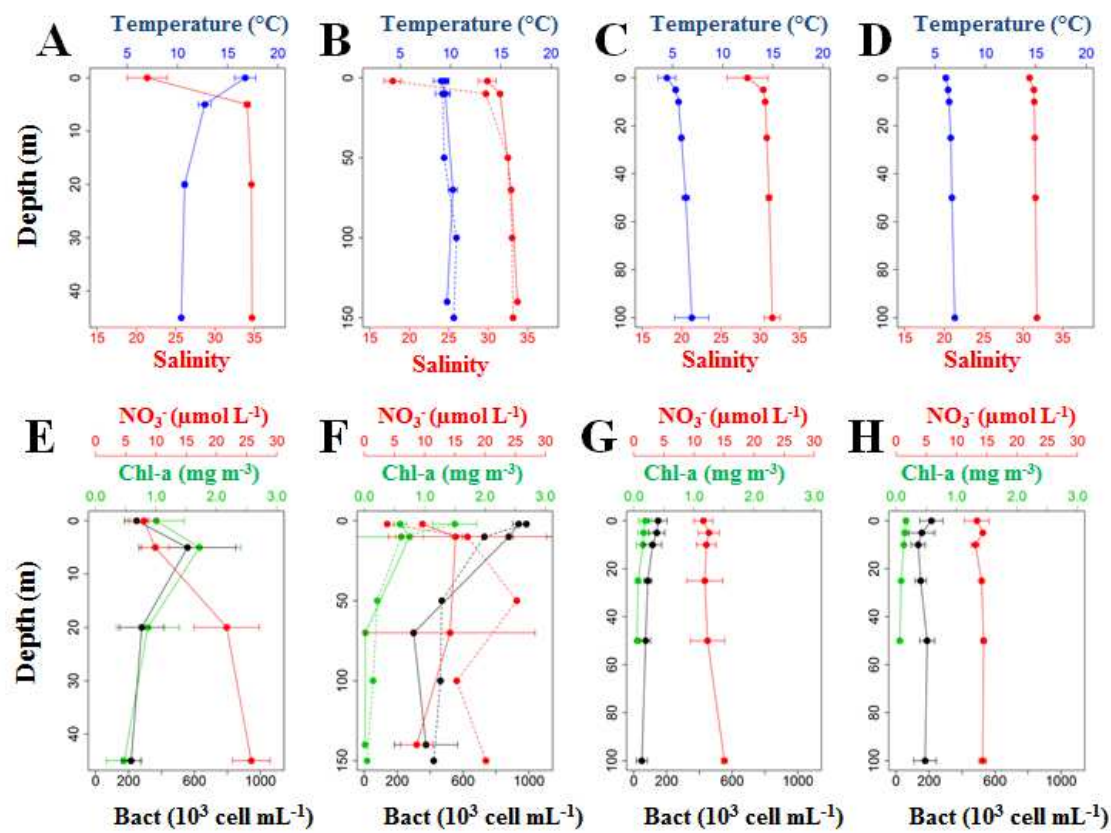 A
Temperature (°C)
5 10 15 20
Depth (m)
0
10
20
30
40
15 25 35
Salinity
B
Temperature (°C)
5 10 15 20
0
50
100
150
15 20 25 30 35
Salinity
C
Temperature (°C)
5 10 15 20
0
20
40
60
80
100
15 20 25 30 35
Salinity
D
Temperature (°C)
5 10 15 20
0
20
40
60
80
100
15 20 25 30 35
Salinity
E
NO₃⁻ (µmol L⁻¹)
0 5 10 15 20 25 30
Chl-a (mg m⁻³)
0.0 1.0 2.0 3.0
Depth (m)
0
10
20
30
40
0 600 1000
Bact (10³ cell mL⁻¹)
F
NO₃⁻ (µmol L⁻¹)
0 5 10 15 20 25 30
Chl-a (mg m⁻³)
0.0 1.0 2.0 3.0
0
50
100
150
200 600 1000
Bact (10³ cell mL⁻¹)
G
NO₃⁻ (µmol L⁻¹)
0 5 10 15 20 25 30
Chl-a (mg m⁻³)
0.0 1.0 2.0 3.0
0
20
40
60
80
100
0 200 600 1000
Bact (10³ cell mL⁻¹)
H
NO₃⁻ (µmol L⁻¹)
0 5 10 15 20 25 30
Chl-a (mg m⁻³)
0.0 1.0 2.0 3.0
0
20
40
60
80
100
0 200 600 1000
Bact (10³ cell mL⁻¹)